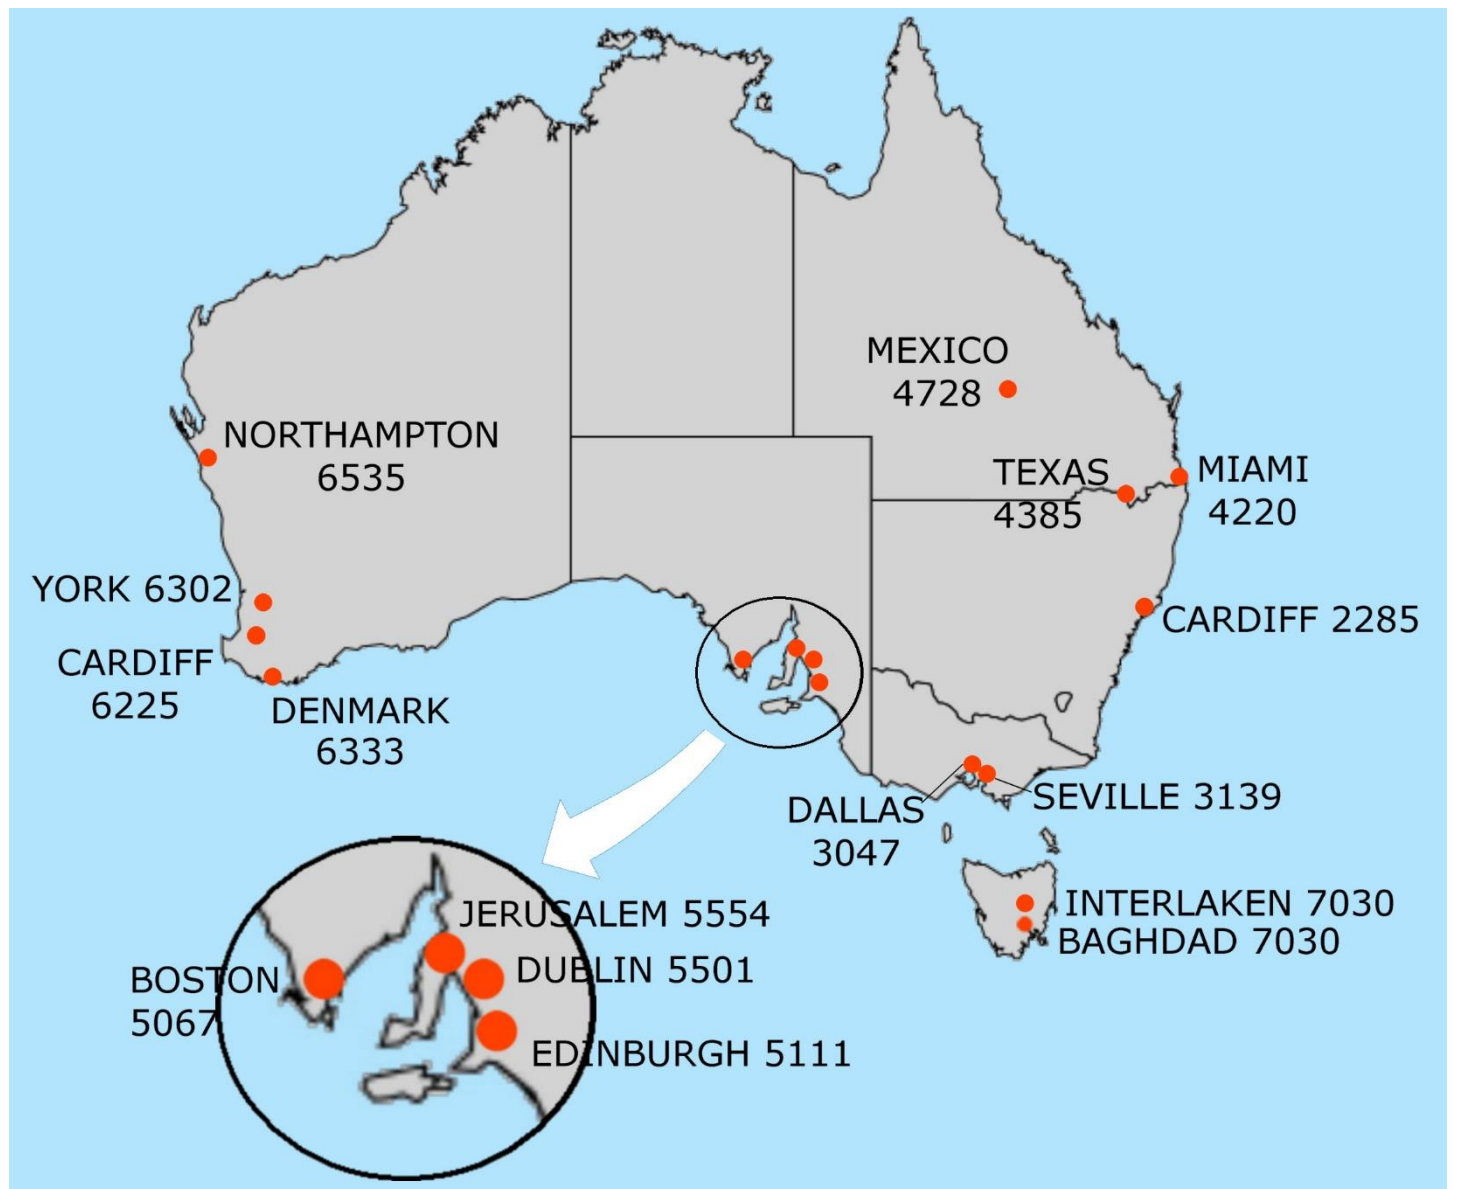 MEXICO
4728
NORTHAMPTON
6535
TEXAS
4385
MIAMI
4220
YORK 6302
CARDIFF 2285
CARDIFF
6225
DENMARK
6333
DALLAS
3047
SEVILLE 3139
INTERLAKEN 7030
BAGHDAD 7030
JERUSALEM 5554
DUBLIN 5501
BOSTON
5067
EDINBURGH 5111